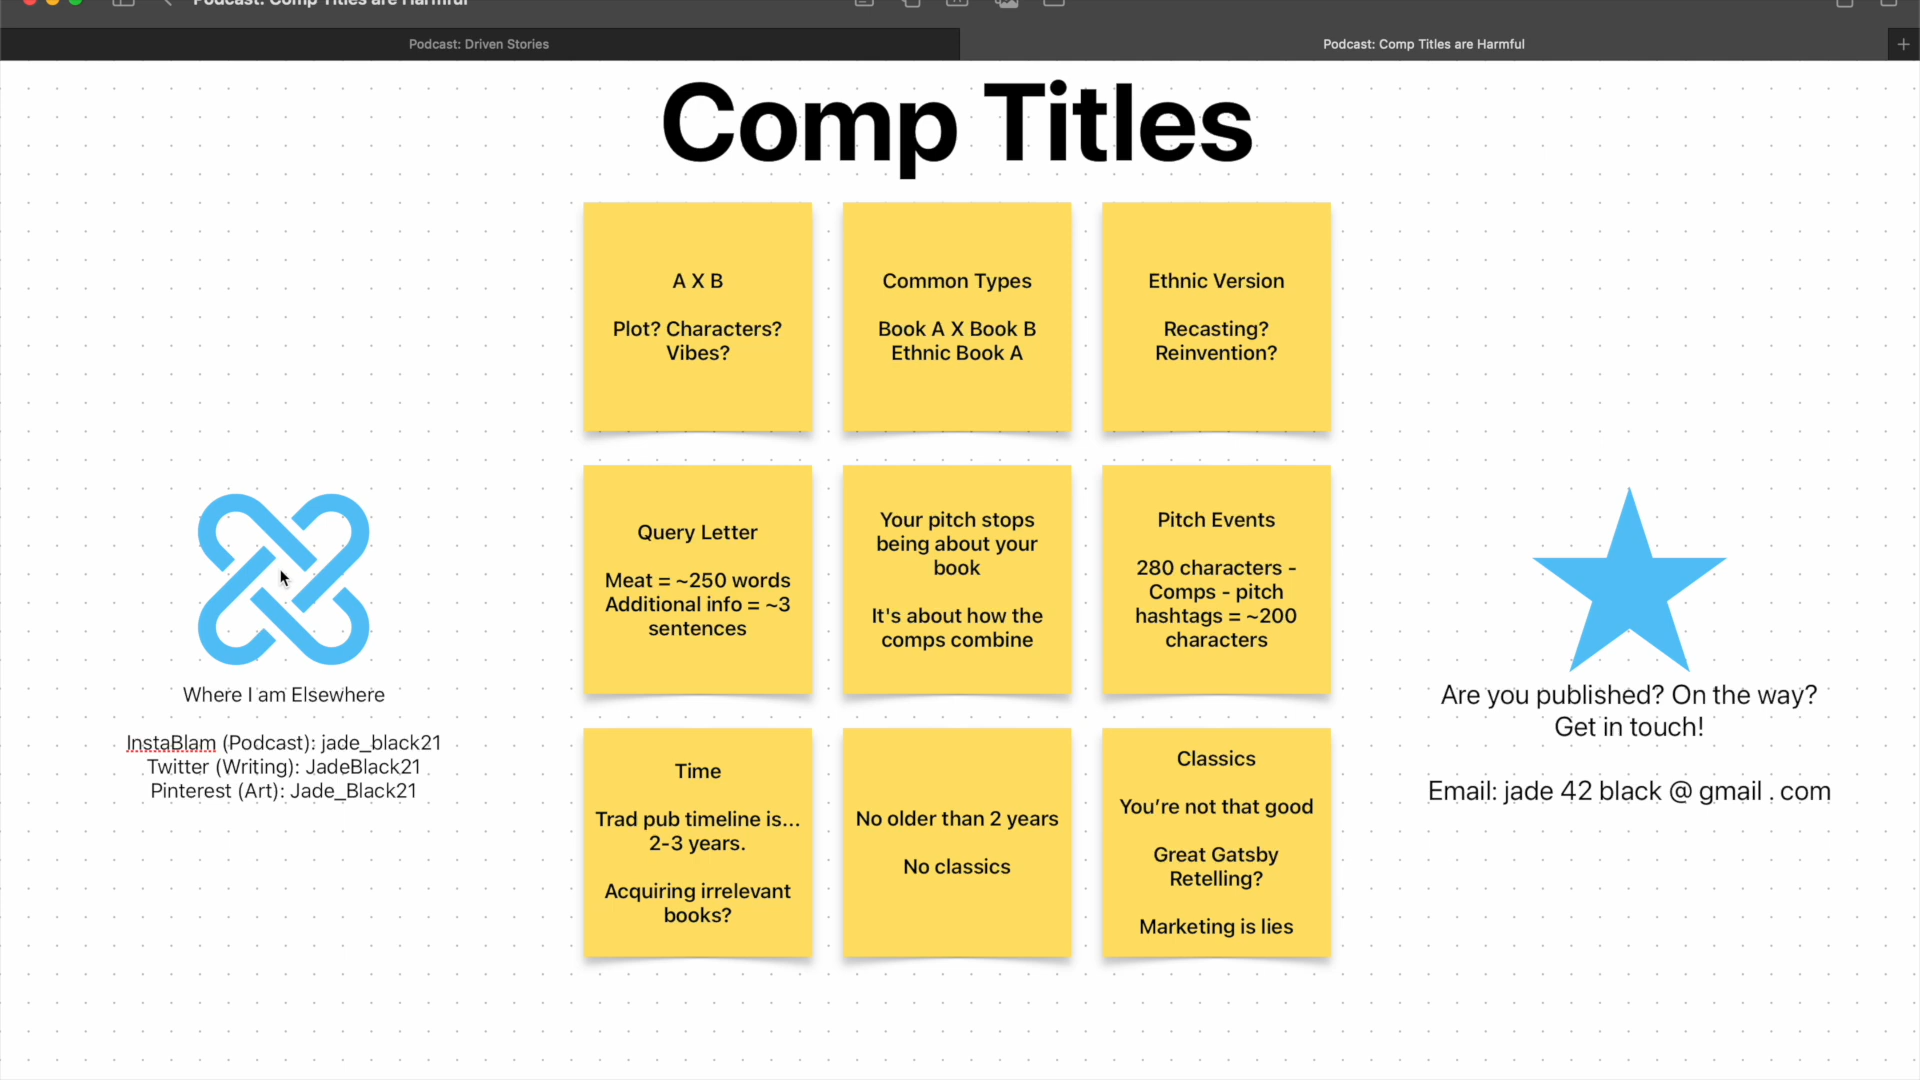 Podcast: Comp Titles are Harmful
Podcast: Driven Stories
Podcast: Comp Titles are Harmful
Comp Titles
A X B
Plot? Characters?
Vibes?
Common Types
Book A X Book B
Ethnic Book A
Ethnic Version
Recasting?
Reinvention?
Query Letter
Meat = ~250 words
Additional info = ~3
sentences
Your pitch stops
being about your
book
It's about how the
comps combine
Pitch Events
280 characters -
Comps - pitch
hashtags = ~200
characters
Time
Trad pub timeline is...
2-3 years.
Acquiring irrelevant
books?
No older than 2 years
No classics
Classics
You’re not that good
Great Gatsby
Retelling?
Marketing is lies
Where I am Elsewhere
InstaBlam (Podcast): jade_black21
Twitter (Writing): JadeBlack21
Pinterest (Art): Jade_Black21
Are you published? On the way?
Get in touch!
Email: jade 42 black @ gmail . com